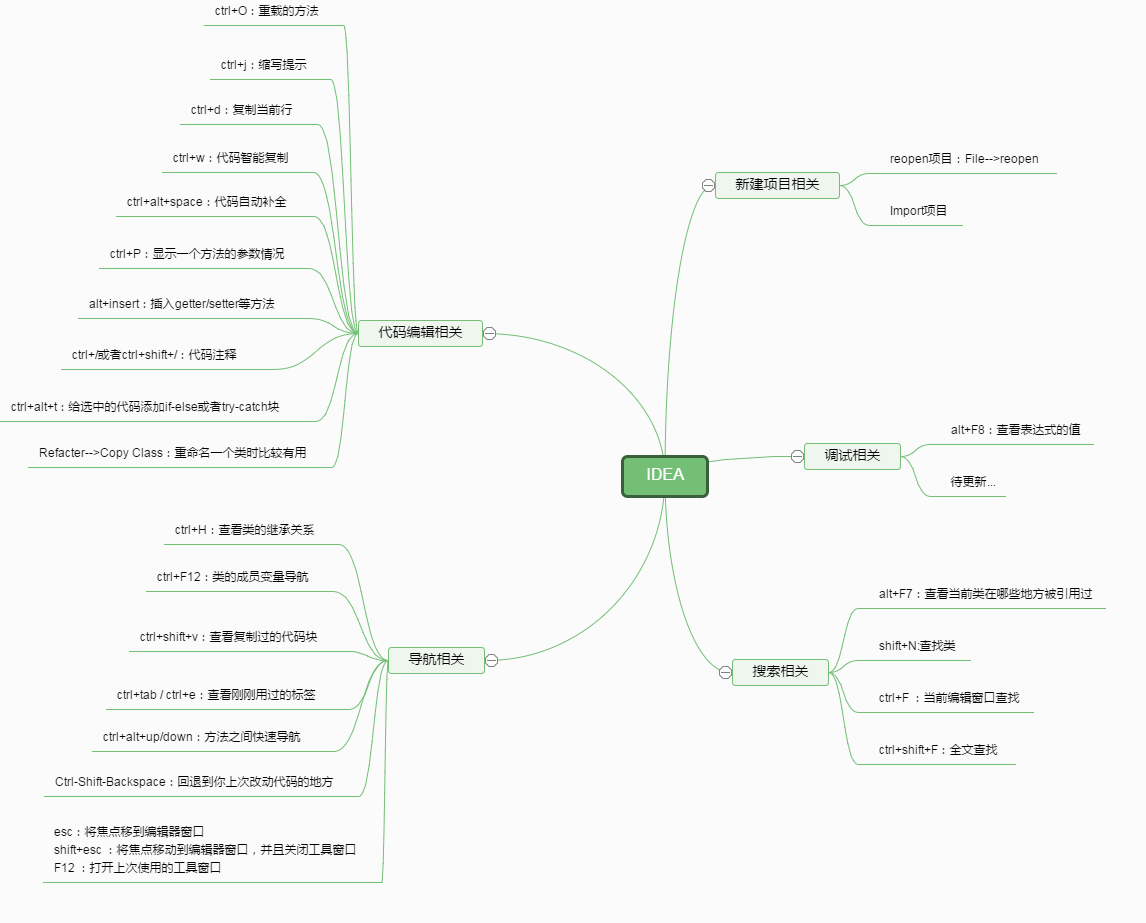 IDEA
代码编辑相关
ctrl+O：重载的方法
ctrl+j：缩写提示
ctrl+d：复制当前行
ctrl+w：代码智能复制
ctrl+alt+space：代码自动补全
ctrl+P：显示一个方法的参数情况
alt+insert：插入getter/setter等方法
ctrl+/或者ctrl+shift+/：代码注释
ctrl+alt+t：给选中的代码添加if-else或者try-catch块
Refacter-->Copy Class：重命名一个类时比较有用
导航相关
ctrl+H：查看类的继承关系
ctrl+F12：类的成员变量导航
ctrl+shift+v：查看复制过的代码块
ctrl+tab / ctrl+e：查看刚刚用过的标签
ctrl+alt+up/down：方法之间快速导航
Ctrl-Shift-Backspace：回退到你上次改动代码的地方
esc：将焦点移到编辑器窗口
shift+esc ：将焦点移动到编辑器窗口，并且关闭工具窗口
F12 ：打开上次使用的工具窗口
新建项目相关
reopen项目：File-->reopen
Import项目
调试相关
alt+F8：查看表达式的值
待更新...
搜索相关
alt+F7：查看当前类在哪些地方被引用过
shift+N:查找类
ctrl+F ：当前编辑窗口查找
ctrl+shift+F：全文查找